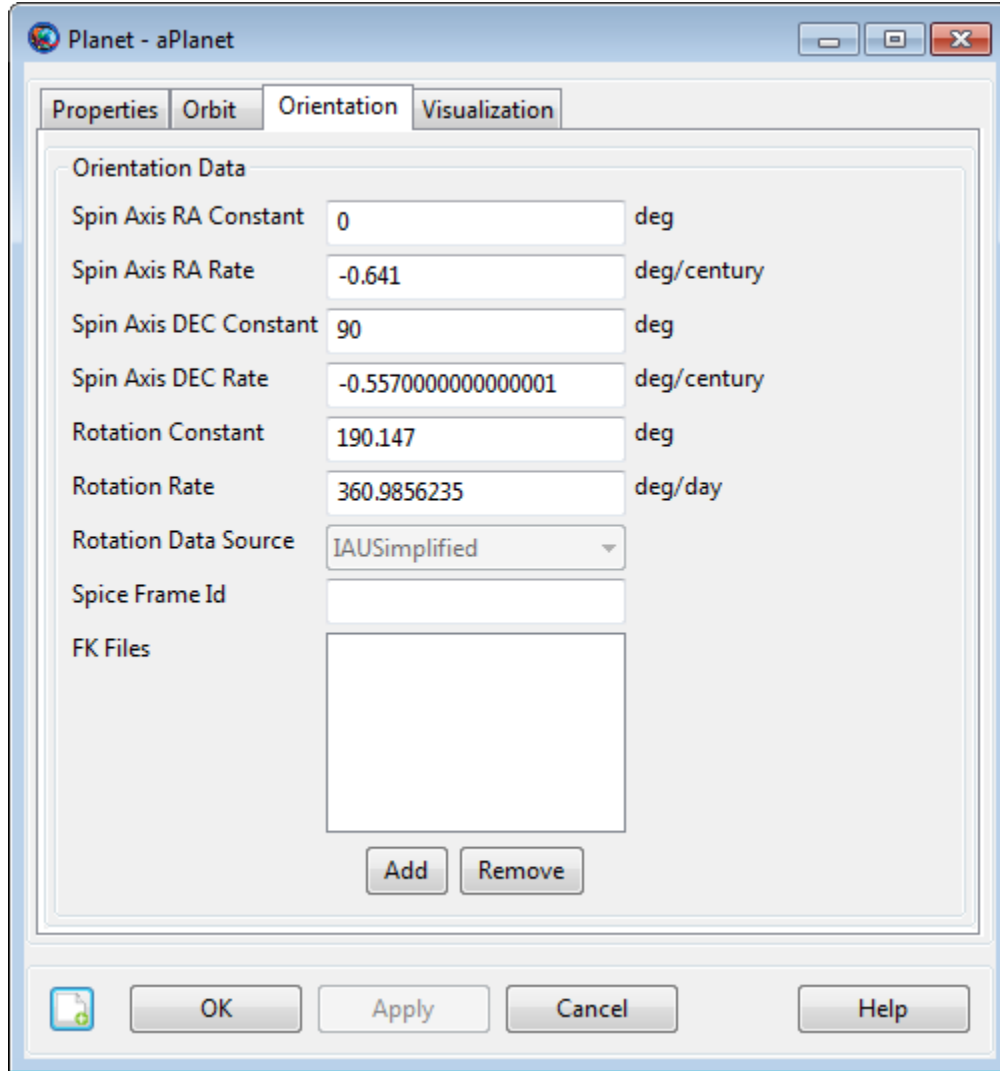 Planet - aPlanet
Properties Orbit Orientation Visualization
Orientation Data
Spin Axis RA Constant 0 deg
Spin Axis RA Rate -0.641 deg/century
Spin Axis DEC Constant 90 deg
Spin Axis DEC Rate -0.5570000000000001 deg/century
Rotation Constant 190.147 deg
Rotation Rate 360.9856235 deg/day
Rotation Data Source IAUSimplified
Spice Frame Id
FK Files
Add Remove
OK Apply Cancel Help